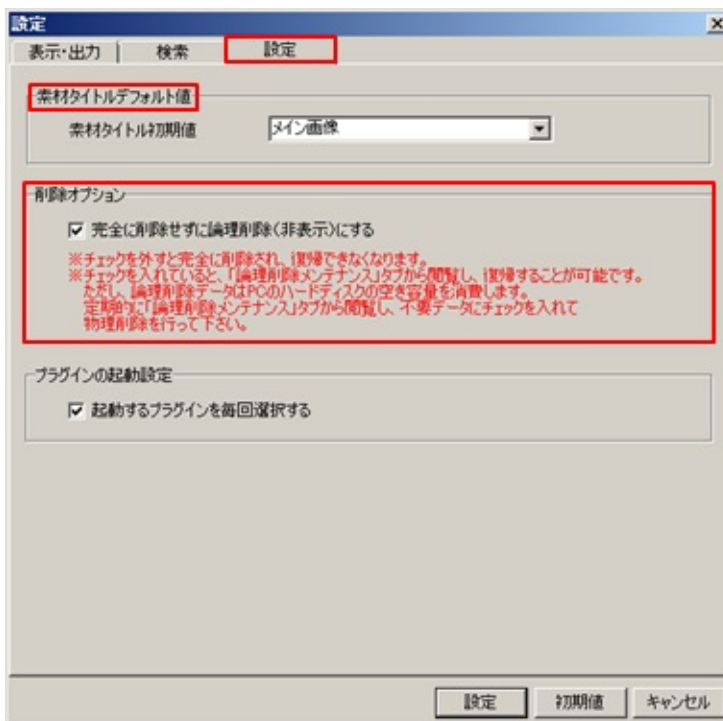 設定
表示・出力
検索
設定
素材タイトルデフォルト値
素材タイトル初期値
メイン画像
削除オプション
完全に削除せずに論理削除(非表示)にする
※チェックを外すと完全に削除され、復帰できなくなります。
※チェックを入れていると、「論理削除メンテナンス」タブから閲覧し、復帰することが可能です。
ただし、論理削除データはPCのハードディスクの空き容量を消費します。
定期的に「論理削除メンテナンス」タブから閲覧し、不要データにチェックを入れて
物理削除を行って下さい。
プラグインの起動設定
起動するプラグインを毎回選択する
設定
初期値
キャンセル